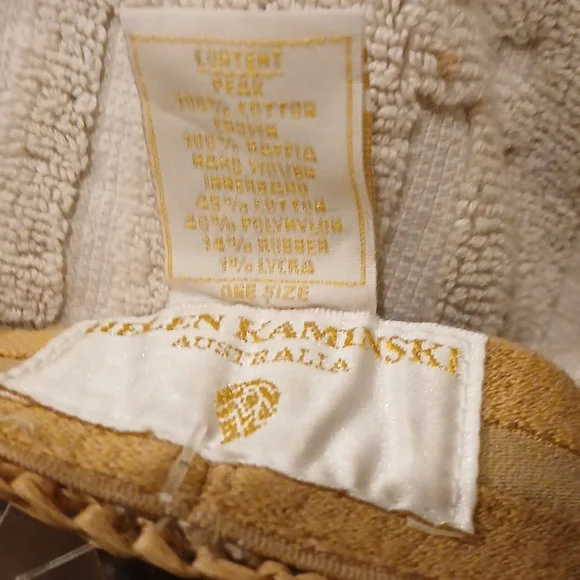 CONTENT
PEAK
100% COTTON
CROWN
100% RAFFIA
HAND WOVEN
INNERBAND
45% COTTON
40% POLYNYLON
14% RUBBER
1% LYCRA
ONE SIZE
HELEN KAMINSKI
AUSTRALIA